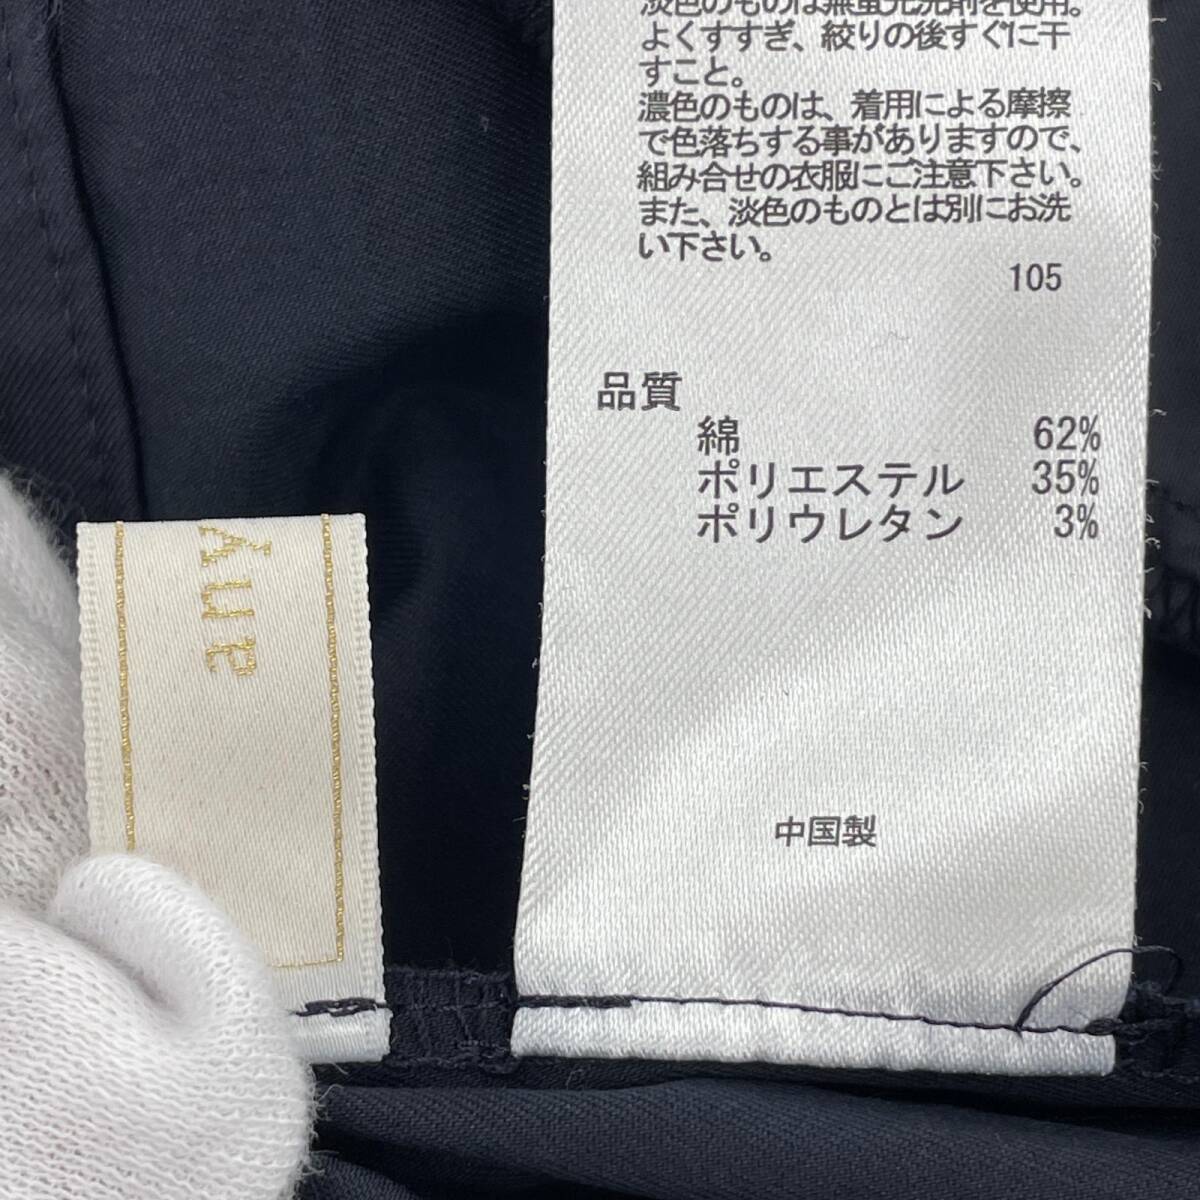 淡色のものは無蛍光洗剤を使用。
よくすすぎ、絞りの後すぐに干
すこと。
濃色のものは、着用による摩擦
で色落ちする事がありますので、
組み合せの衣服にご注意下さい。
また、淡色のものとは別にお洗
い下さい。
105
品質
綿 62%
ポリエステル 35%
ポリウレタン 3%
中国製